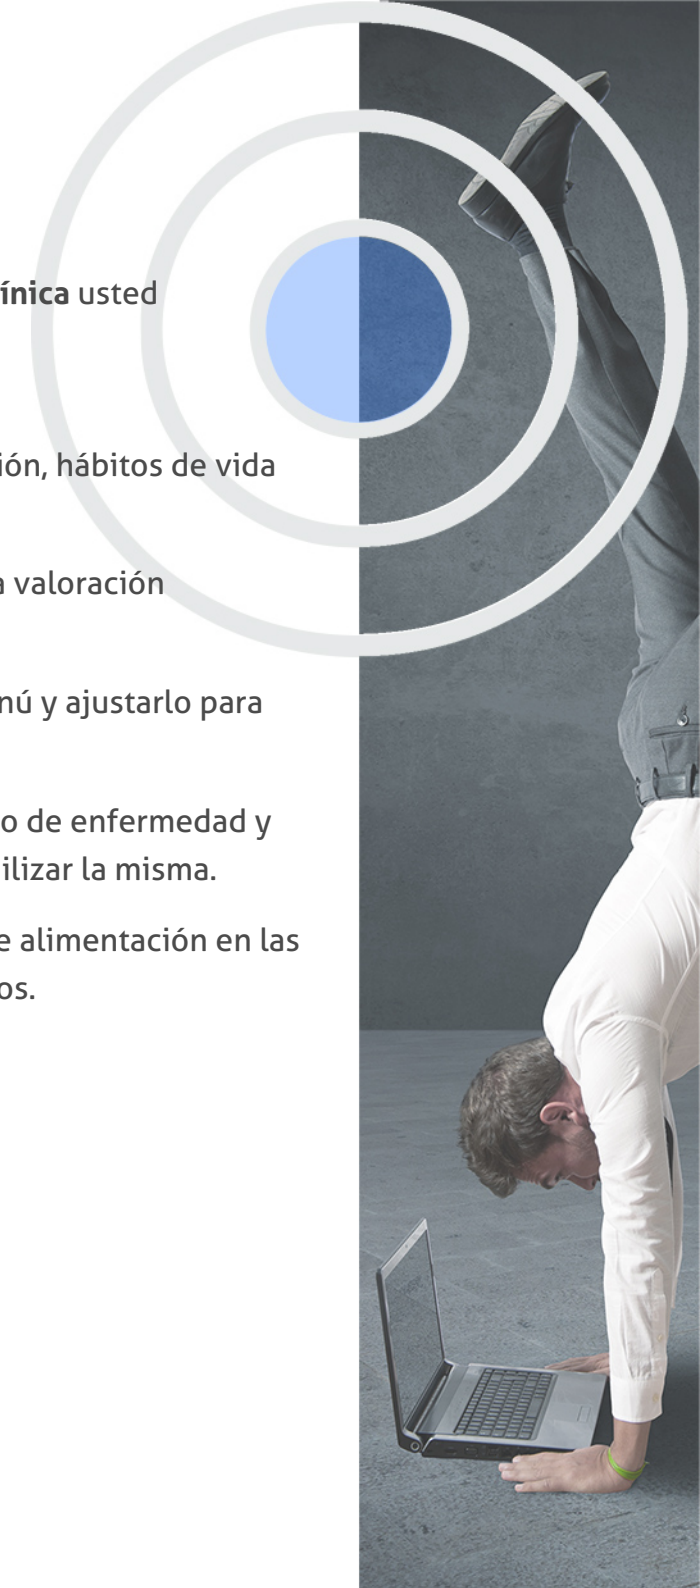 ínica usted
ión, hábitos de vida
a valoración
nú y ajustarlo para
o de enfermedad y
ilizar la misma.
e alimentación en las
os.